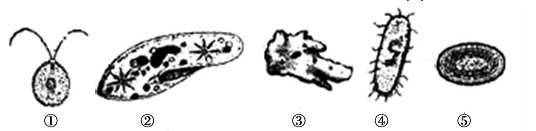 ① ② ③ ④ ⑤